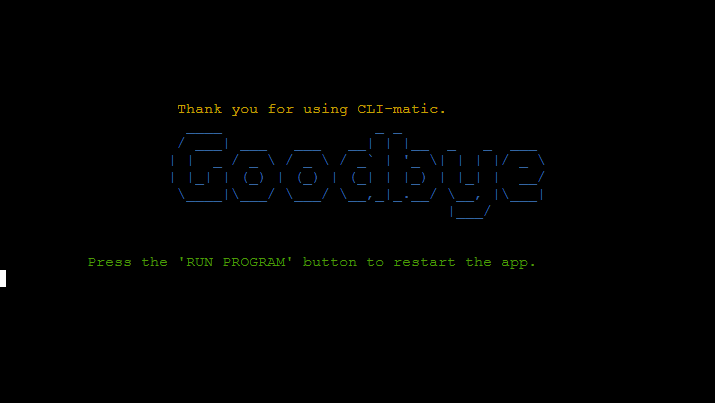 Thank you for using CLI-matic.
Goodbye
Press the 'RUN PROGRAM' button to restart the app.